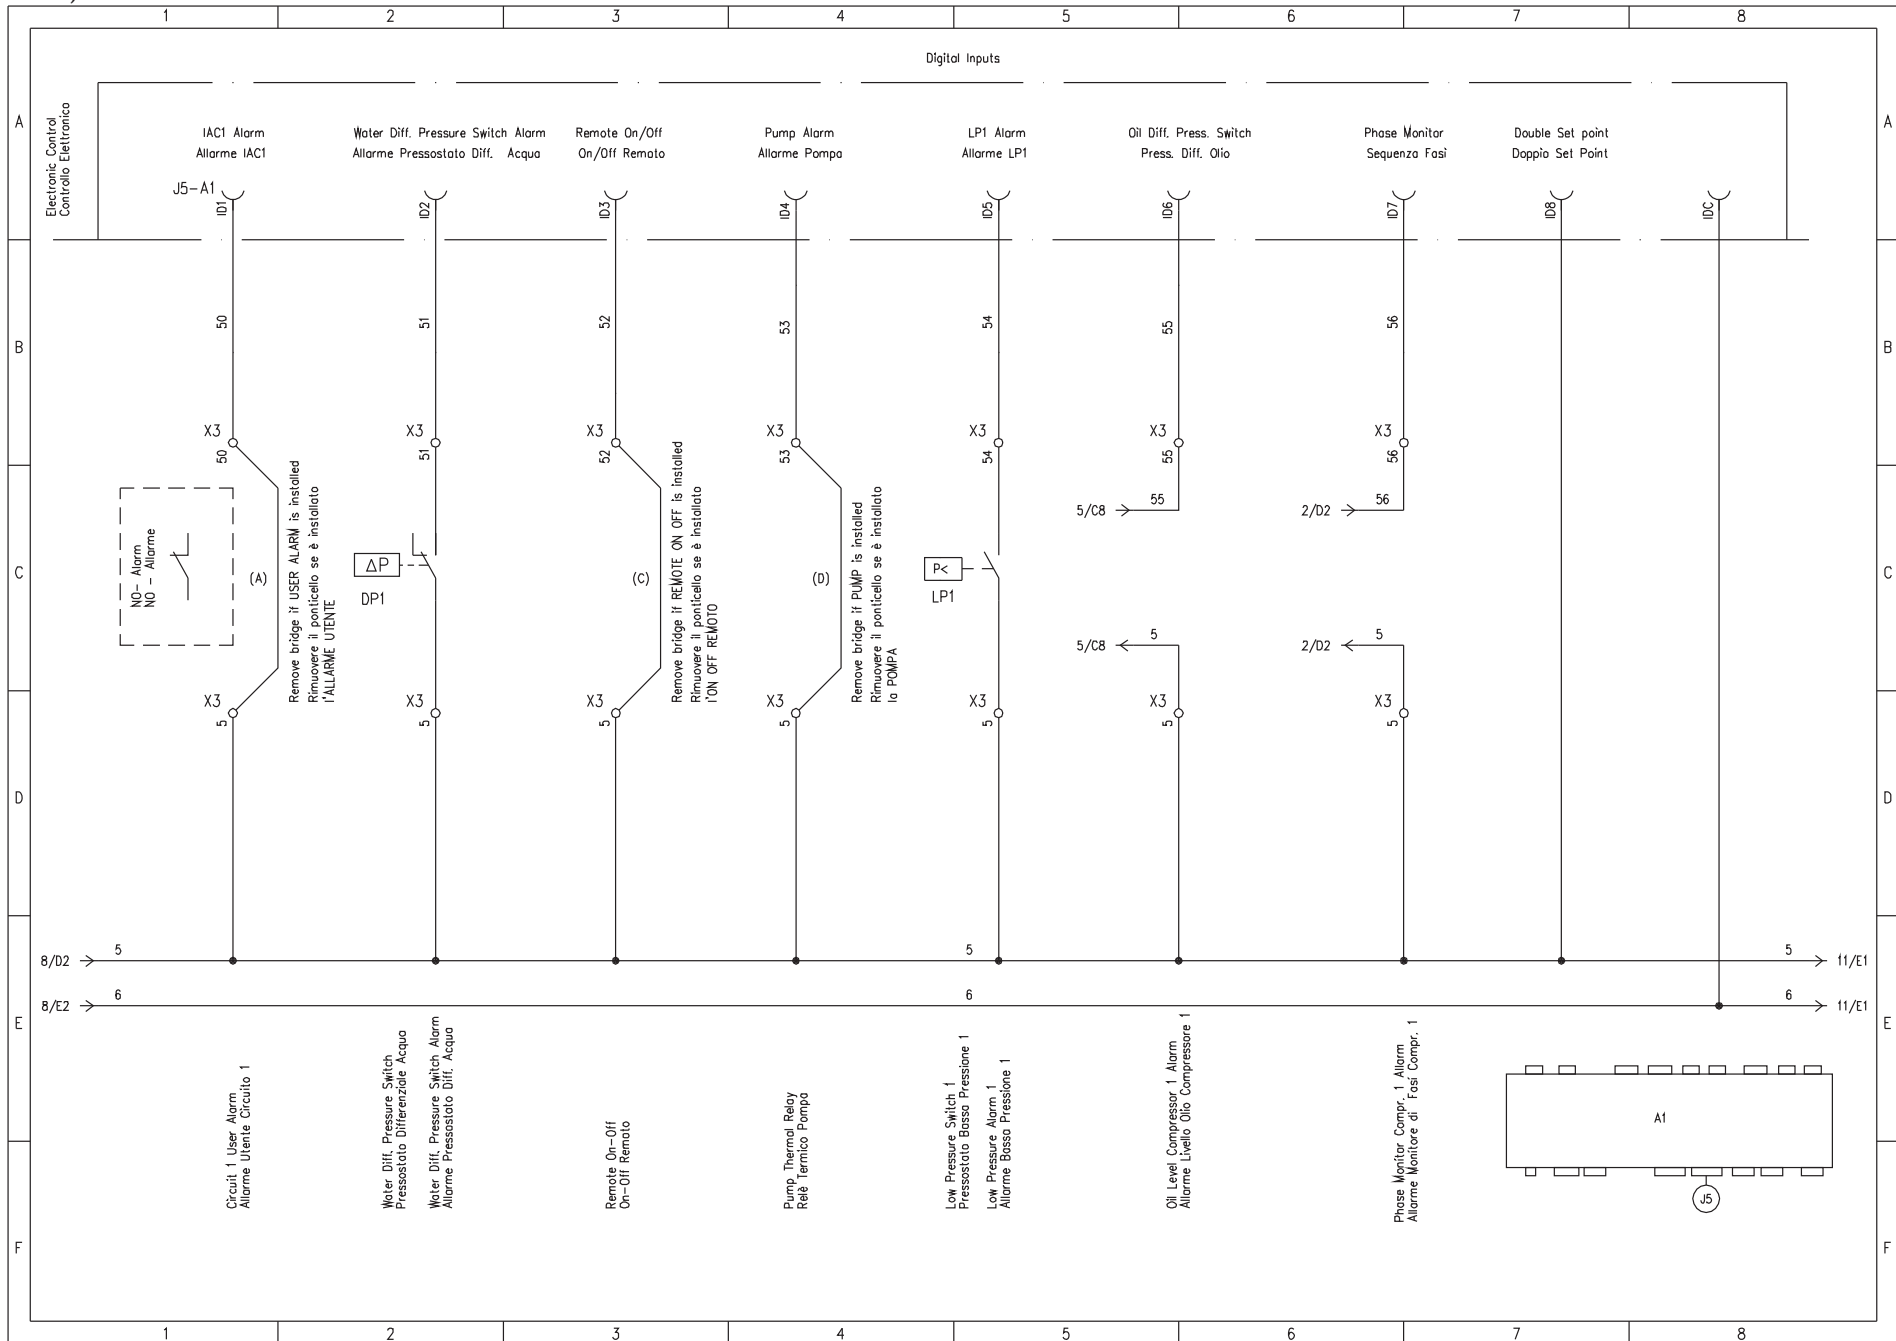 1 2 3 4 5 6 7 8
Digital Inputs
A A
Electronic Control
Controllo Elettronico
IAC1 Alarm
Allarme IAC1
Water Diff. Pressure Switch Alarm
Allarme Pressostato Diff. Acqua
Remote On/Off
On/Off Remoto
Pump Alarm
Allarme Pompa
LP1 Alarm
Allarme LP1
Oil Diff. Press. Switch
Press. Diff. Olio
Phase Monitor
Sequenza Fasi
Double Set point
Doppio Set Point
J5-A1
ID1 ID2 ID3 ID4 ID5 ID6 ID7 ID8 IDC
B B
50 51 52 53 54 55 56
X3 X3 X3 X3 X3 X3 X3
50 51 52 53 54 55 56
C C
NO- Alarm
NO - Allarme
(A)
Remove bridge if USER ALARM is installed
Rimuovere il ponticello se è installato
l'ALLARME UTENTE
ΔP
DP1
(C)
Remove bridge if REMOTE ON OFF is installed
Rimuovere il ponticello se è installato
l'ON OFF REMOTO
(D)
Remove bridge if PUMP is installed
Rimuovere il ponticello se è installato
la POMPA
P<
LP1
5/C8 55
2/D2 56
5/C8 5
2/D2 5
X3 X3 X3 X3 X3 X3 X3
5 5 5 5 5 5 5
D D
8/D2 5 5 5 11/E1
8/E2 6 6 6 11/E1
E E
Circuit 1 User Alarm
Allarme Utente Circuito 1
Water Diff. Pressure Switch
Pressostato Differenziale Acqua
Water Diff. Pressure Switch Alarm
Allarme Pressostato Diff. Acqua
Remote On-Off
On-Off Remoto
Pump Thermal Relay
Relè Termico Pompa
Low Pressure Switch 1
Pressostato Bassa Pressione 1
Low Pressure Alarm 1
Allarme Bassa Pressione 1
Oil Level Compressor 1 Alarm
Allarme Livello Olio Compressore 1
Phase Monitor Compr. 1 Allarm
Allarme Monitore di Fasi Compr. 1
A1
J5
F F
1 2 3 4 5 6 7 8